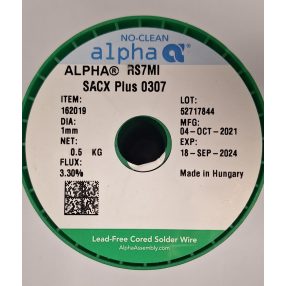 NO-CLEAN
alpha®
ALPHA® RS7MI
SACX Plus 0307
ITEM: LOT:
162019 52717844
DIA: MFG:
1mm 04-OCT-2021
NET: EXP:
0.5 KG 18-SEP-2024
FLUX:
3.30% Made in Hungary
Lead-Free Cored Solder Wire
AlphaAssembly.com